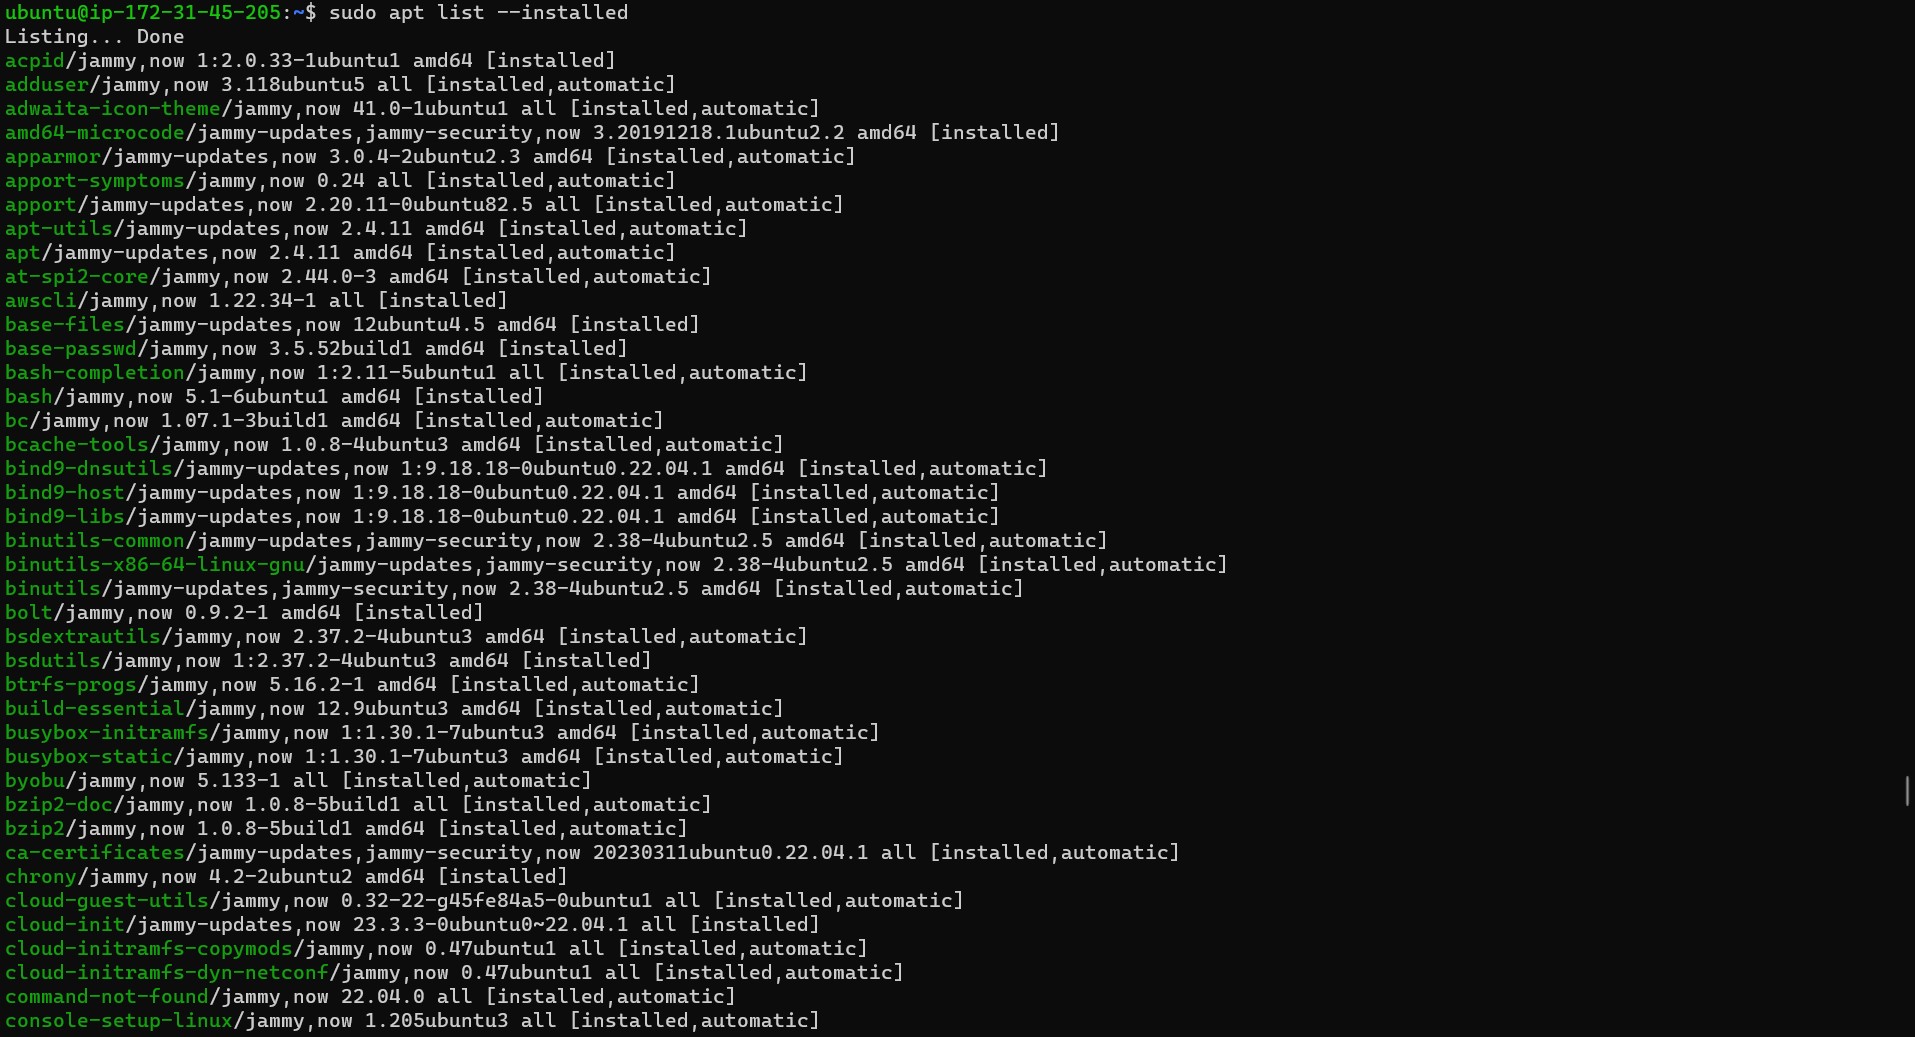 ubuntu@ip-172-31-45-205:~$ sudo apt list --installed
Listing... Done
acpid/jammy,now 1:2.0.33-1ubuntu1 amd64 [installed]
adduser/jammy,now 3.118ubuntu5 all [installed,automatic]
adwaita-icon-theme/jammy,now 41.0-1ubuntu1 all [installed,automatic]
amd64-microcode/jammy-updates,jammy-security,now 3.20191218.1ubuntu2.2 amd64 [installed]
apparmor/jammy-updates,now 3.0.4-2ubuntu2.3 amd64 [installed,automatic]
apport-symptoms/jammy,now 0.24 all [installed,automatic]
apport/jammy-updates,now 2.20.11-0ubuntu82.5 all [installed,automatic]
apt-utils/jammy-updates,now 2.4.11 amd64 [installed,automatic]
apt/jammy-updates,now 2.4.11 amd64 [installed,automatic]
at-spi2-core/jammy,now 2.44.0-3 amd64 [installed,automatic]
awscli/jammy,now 1.22.34-1 all [installed]
base-files/jammy-updates,now 12ubuntu4.5 amd64 [installed]
base-passwd/jammy,now 3.5.52build1 amd64 [installed]
bash-completion/jammy,now 1:2.11-5ubuntu1 all [installed,automatic]
bash/jammy,now 5.1-6ubuntu1 amd64 [installed]
bc/jammy,now 1.07.1-3build1 amd64 [installed,automatic]
bcache-tools/jammy,now 1.0.8-4ubuntu3 amd64 [installed,automatic]
bind9-dnsutils/jammy-updates,now 1:9.18.18-0ubuntu0.22.04.1 amd64 [installed,automatic]
bind9-host/jammy-updates,now 1:9.18.18-0ubuntu0.22.04.1 amd64 [installed,automatic]
bind9-libs/jammy-updates,now 1:9.18.18-0ubuntu0.22.04.1 amd64 [installed,automatic]
binutils-common/jammy-updates,jammy-security,now 2.38-4ubuntu2.5 amd64 [installed,automatic]
binutils-x86-64-linux-gnu/jammy-updates,jammy-security,now 2.38-4ubuntu2.5 amd64 [installed,automatic]
binutils/jammy-updates,jammy-security,now 2.38-4ubuntu2.5 amd64 [installed,automatic]
bolt/jammy,now 0.9.2-1 amd64 [installed]
bsdextrautils/jammy,now 2.37.2-4ubuntu3 amd64 [installed,automatic]
bsdutils/jammy,now 1:2.37.2-4ubuntu3 amd64 [installed]
btrfs-progs/jammy,now 5.16.2-1 amd64 [installed,automatic]
build-essential/jammy,now 12.9ubuntu3 amd64 [installed,automatic]
busybox-initramfs/jammy,now 1:1.30.1-7ubuntu3 amd64 [installed,automatic]
busybox-static/jammy,now 1:1.30.1-7ubuntu3 amd64 [installed,automatic]
byobu/jammy,now 5.133-1 all [installed,automatic]
bzip2-doc/jammy,now 1.0.8-5build1 all [installed,automatic]
bzip2/jammy,now 1.0.8-5build1 amd64 [installed,automatic]
ca-certificates/jammy-updates,jammy-security,now 20230311ubuntu0.22.04.1 all [installed,automatic]
chrony/jammy,now 4.2-2ubuntu2 amd64 [installed]
cloud-guest-utils/jammy,now 0.32-22-g45fe84a5-0ubuntu1 all [installed,automatic]
cloud-init/jammy-updates,now 23.3.3-0ubuntu0~22.04.1 all [installed]
cloud-initramfs-copymods/jammy,now 0.47ubuntu1 all [installed,automatic]
cloud-initramfs-dyn-netconf/jammy,now 0.47ubuntu1 all [installed,automatic]
command-not-found/jammy,now 22.04.0 all [installed,automatic]
console-setup-linux/jammy,now 1.205ubuntu3 all [installed,automatic]